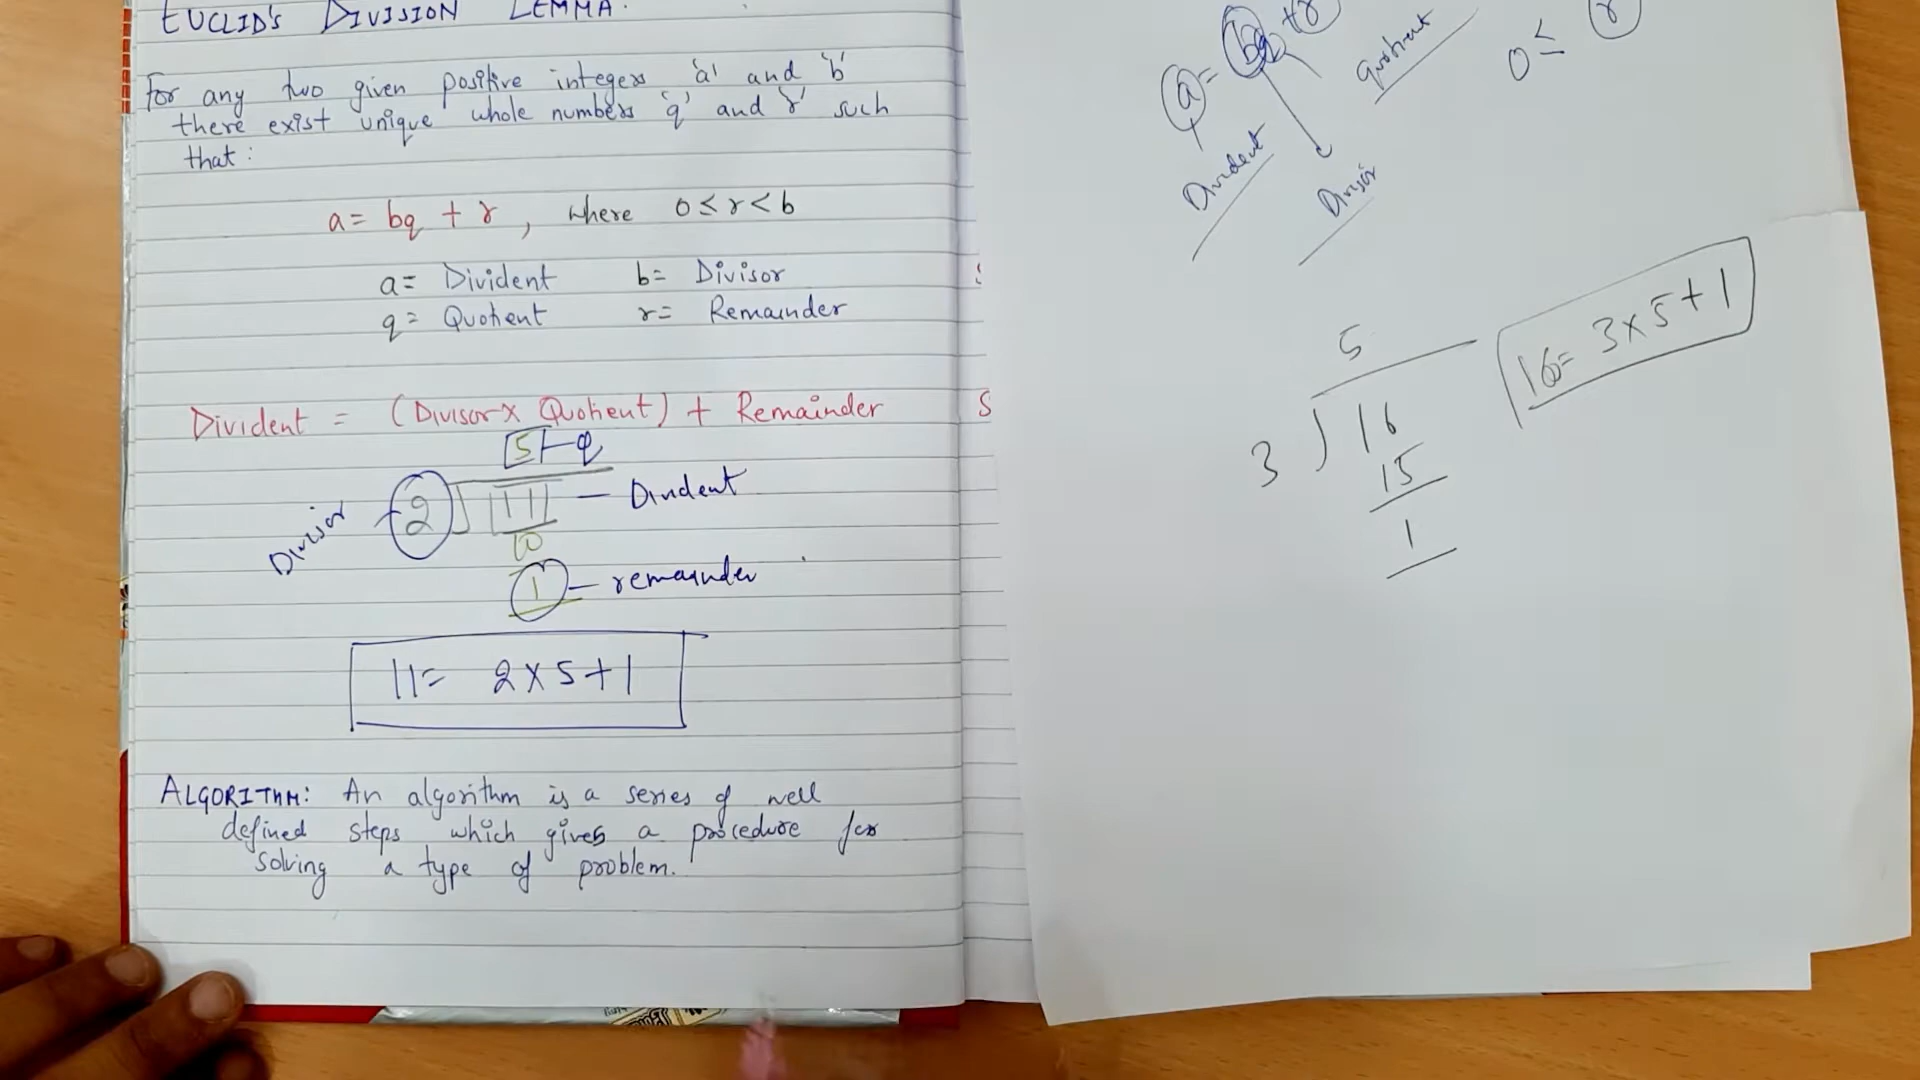 EUCLID'S DIVISION LEMMA.
For any two given positive integers 'a' and 'b'
there exist unique whole numbers 'q' and 'r' such
that:
a = bq + r , where 0 ≤ r < b
a = Divident b = Divisor
q = Quotient r = Remainder
Divident = (Divisor × Quotient) + Remainder
5 - q
Divisor - 2 ) 11 - Divident
10
1 - remainder
11 = 2 × 5 + 1
ALGORITHM: An algorithm is a series of well
defined steps which gives a procedure for
solving a type of problem.
S
a = bq + r
Quotient
0 ≤ r
Divident
Divisor
5
3 ) 16
15
1
16 = 3 × 5 + 1